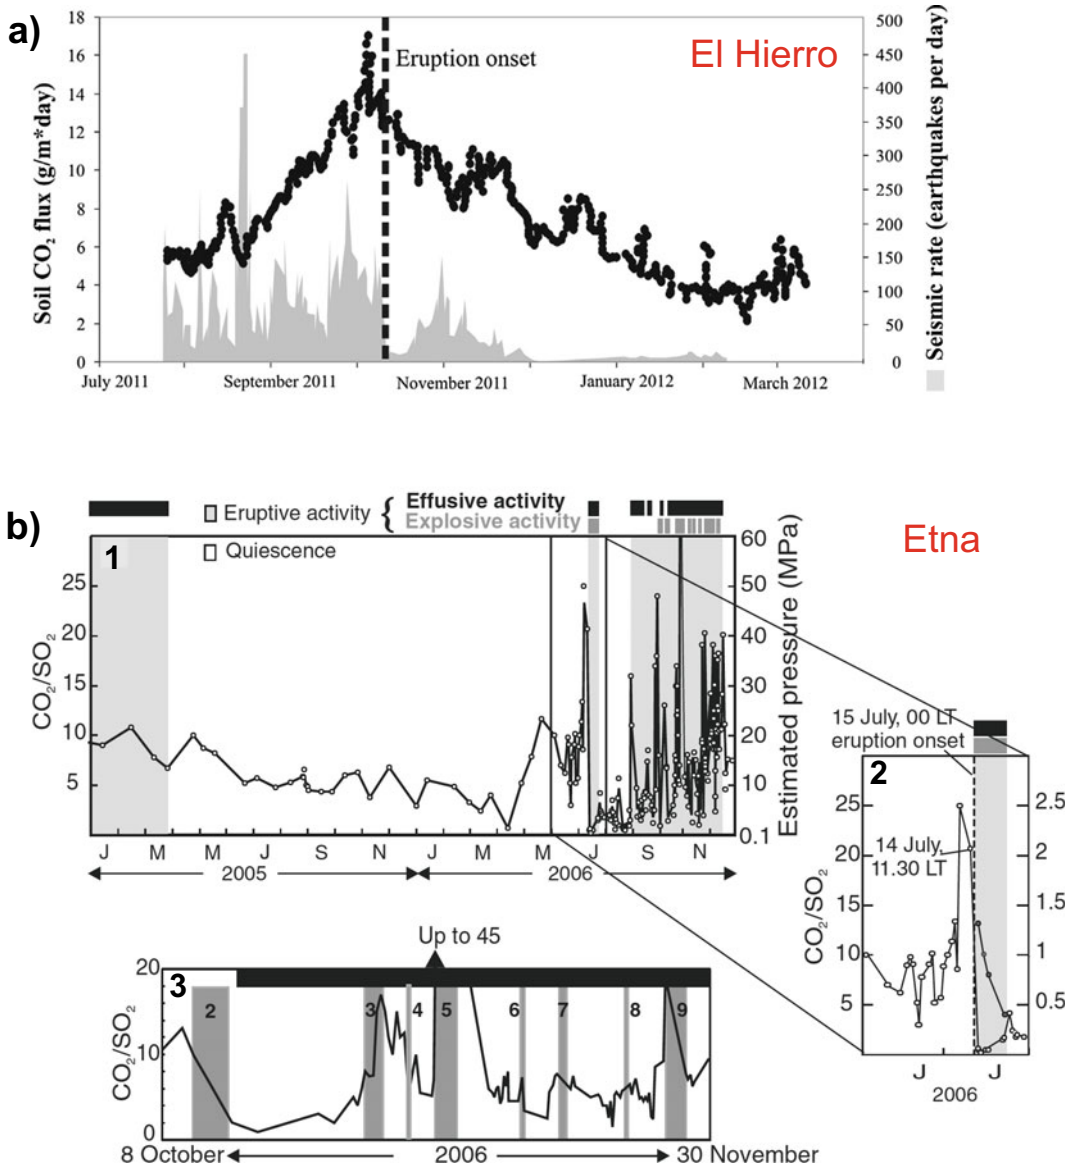 a)
El Hierro
Eruption onset
Soil CO₂ flux (g/m*day)
18
16
14
12
10
8
6
4
2
0
500
450
400
350
300
250
200
150
100
50
0
Seismic rate (earthquakes per day)
July 2011
September 2011
November 2011
January 2012
March 2012
b)
Etna
Eruptive activity { Effusive activity
Explosive activity
Quiescence
1
CO₂/SO₂
25
20
15
10
5
60
50
40
30
20
10
0.1
Estimated pressure (MPa)
J M M J S N J M M J S N
2005 2006
15 July, 00 LT
eruption onset
2
14 July,
11.30 LT
CO₂/SO₂
25
20
15
10
5
2.5
2
1.5
1
0.5
J J
2006
Up to 45
3
CO₂/SO₂
20
10
0
2 3 4 5 6 7 8 9
8 October 2006 30 November